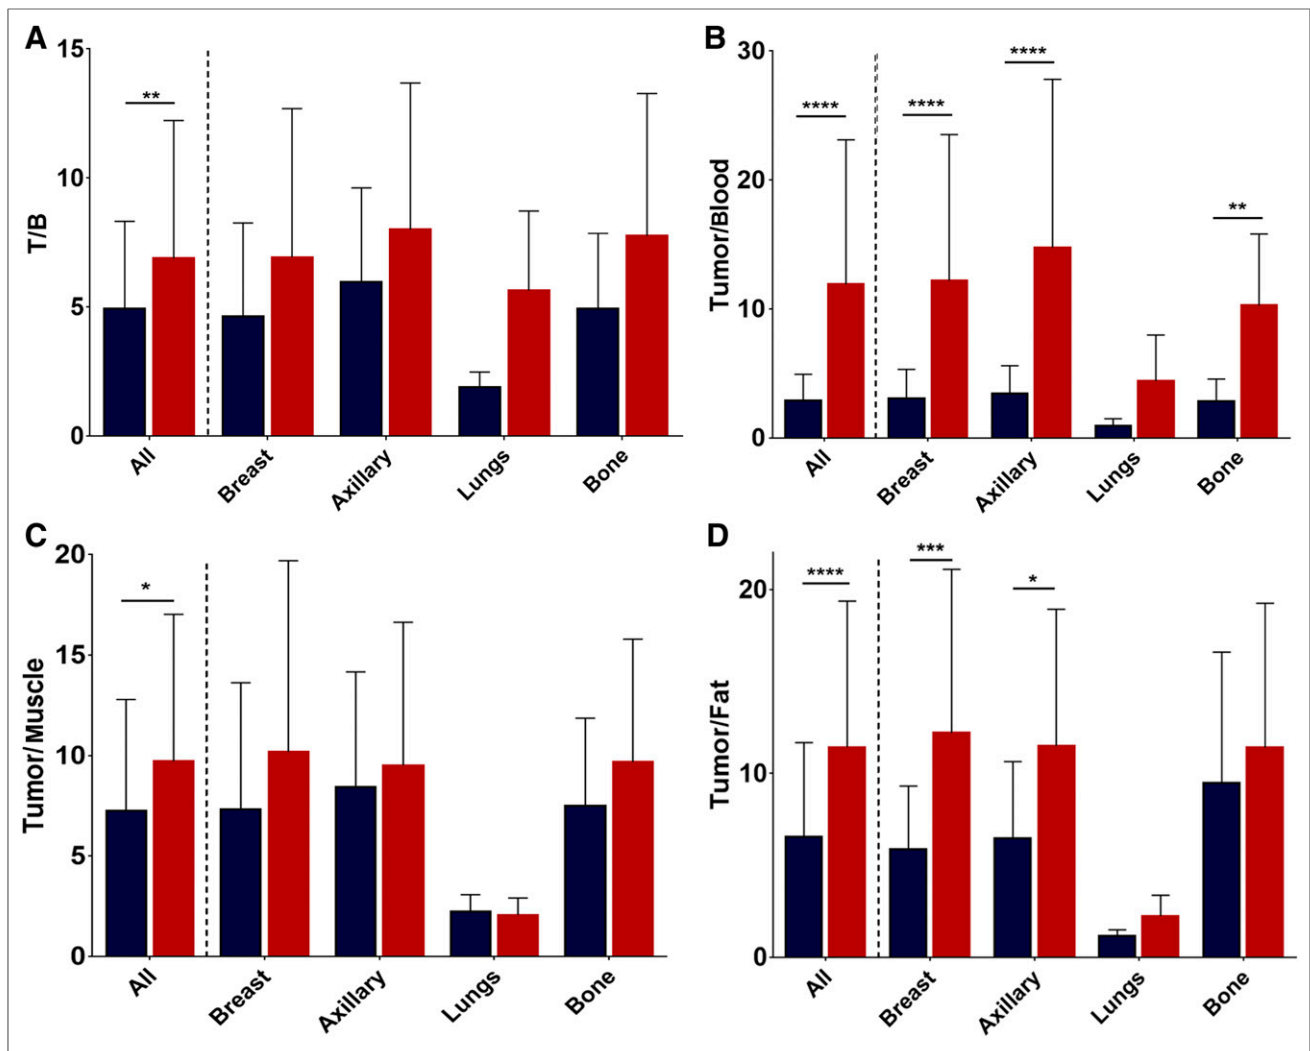 A
15
10
5
0
T/B
**
All
Breast
Axillary
Lungs
Bone
B
30
20
10
0
Tumor/Blood
****
****
****
**
All
Breast
Axillary
Lungs
Bone
C
20
15
10
5
0
Tumor/Muscle
*
All
Breast
Axillary
Lungs
Bone
D
20
10
0
Tumor/Fat
****
***
*
All
Breast
Axillary
Lungs
Bone